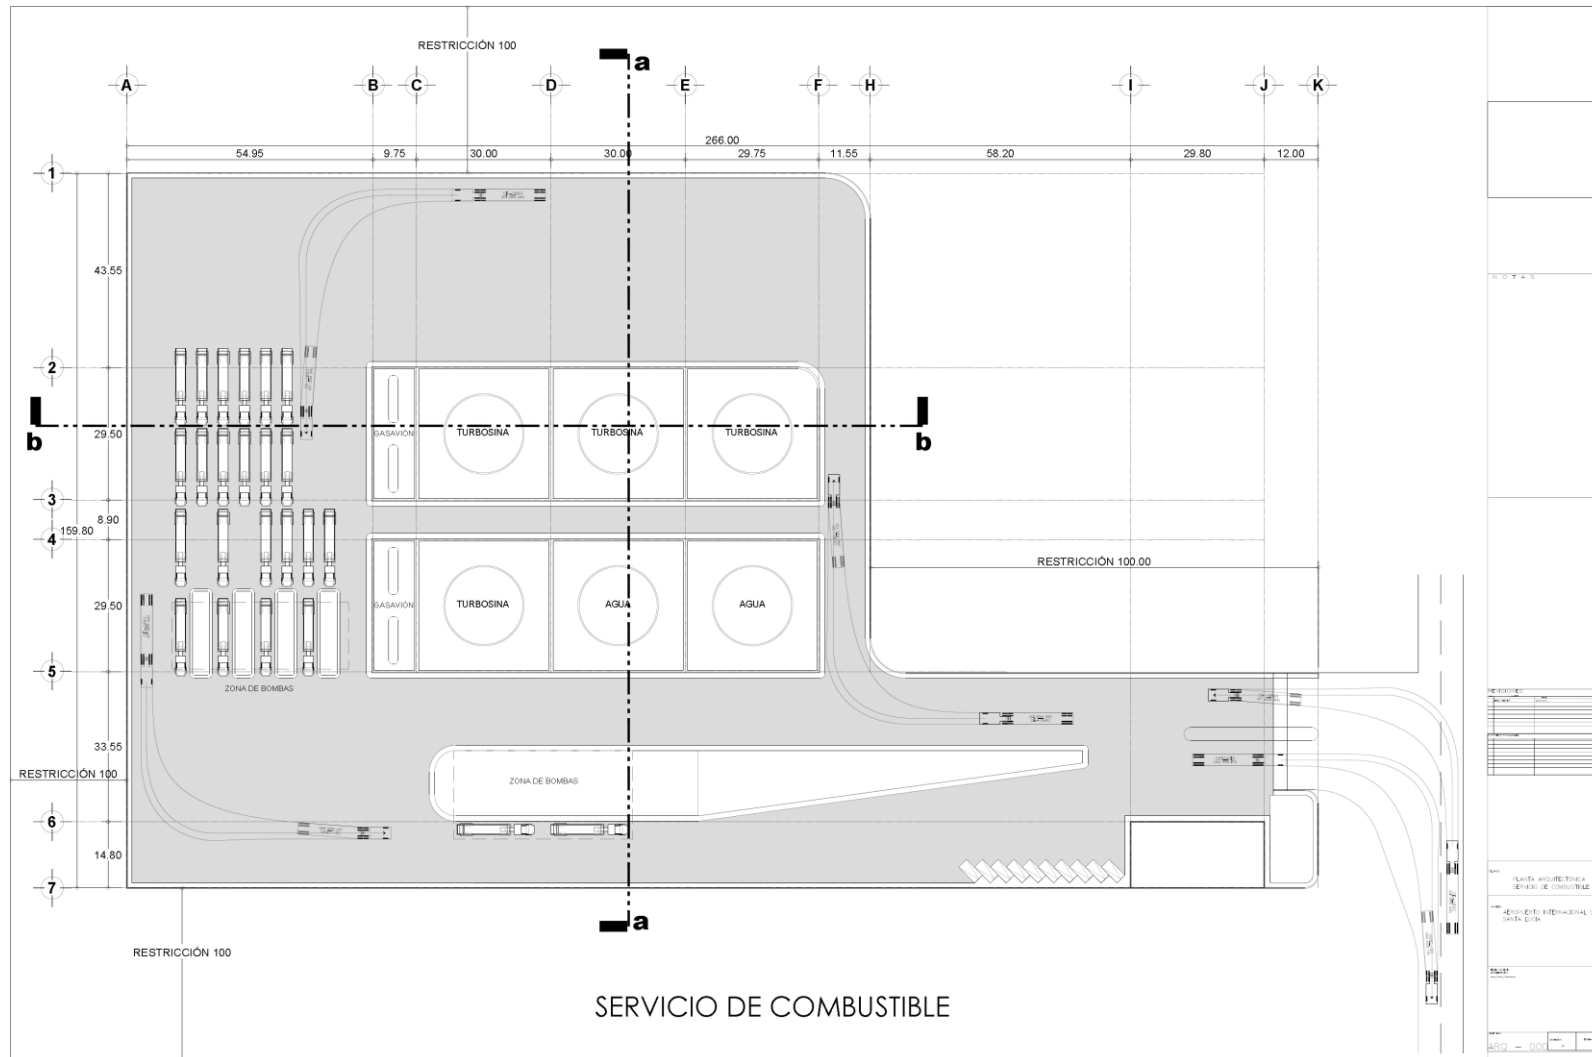 RESTRICCIÓN 100
a
A
B
C
D
E
F
H
I
J
K
266.00
54.95
9.75
30.00
30.00
29.75
11.55
58.20
29.80
12.00
1
43.55
2
b
29.50
GASAVIÓN
TURBOSINA
TURBOSINA
TURBOSINA
b
3
8.90
159.80
4
RESTRICCIÓN 100.00
29.50
GASAVIÓN
TURBOSINA
AGUA
AGUA
5
ZONA DE BOMBAS
33.55
RESTRICCIÓN 100
ZONA DE BOMBAS
6
14.80
7
a
RESTRICCIÓN 100
SERVICIO DE COMBUSTIBLE
NOTAS
REVISIONES
PLANTA ARQUITECTONICA
SERVICIO DE COMBUSTIBLE
AEROPUERTO INTERNACIONAL
SANTA LUCIA
ARQ - 000